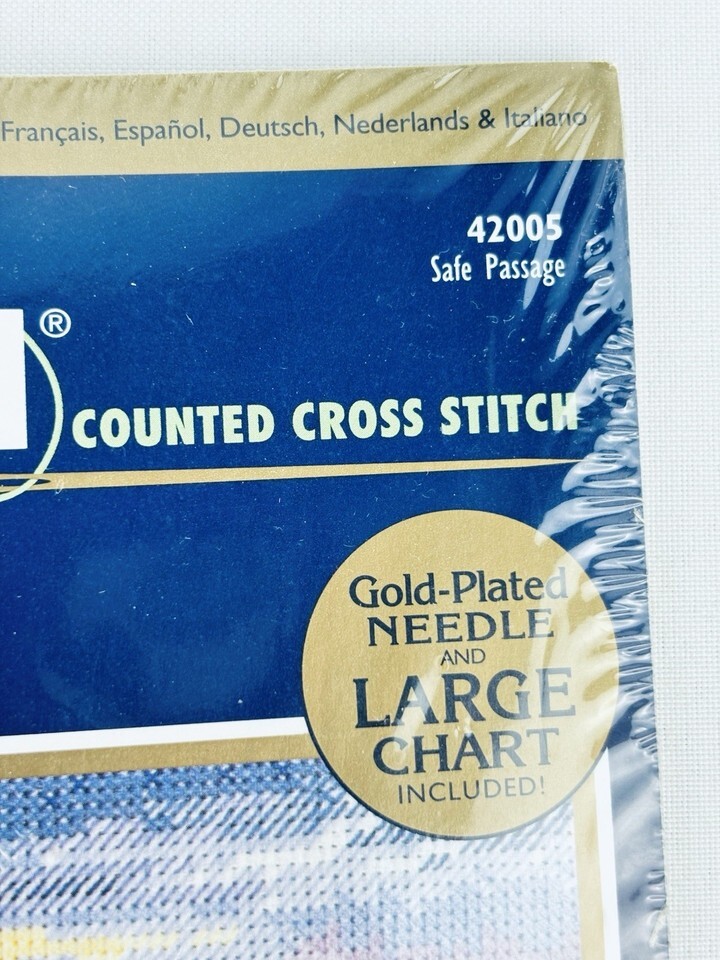 Français, Español, Deutsch, Nederlands & Italiano
42005
Safe Passage
®
COUNTED CROSS STITCH
Gold-Plated
NEEDLE
AND
LARGE
CHART
INCLUDED!